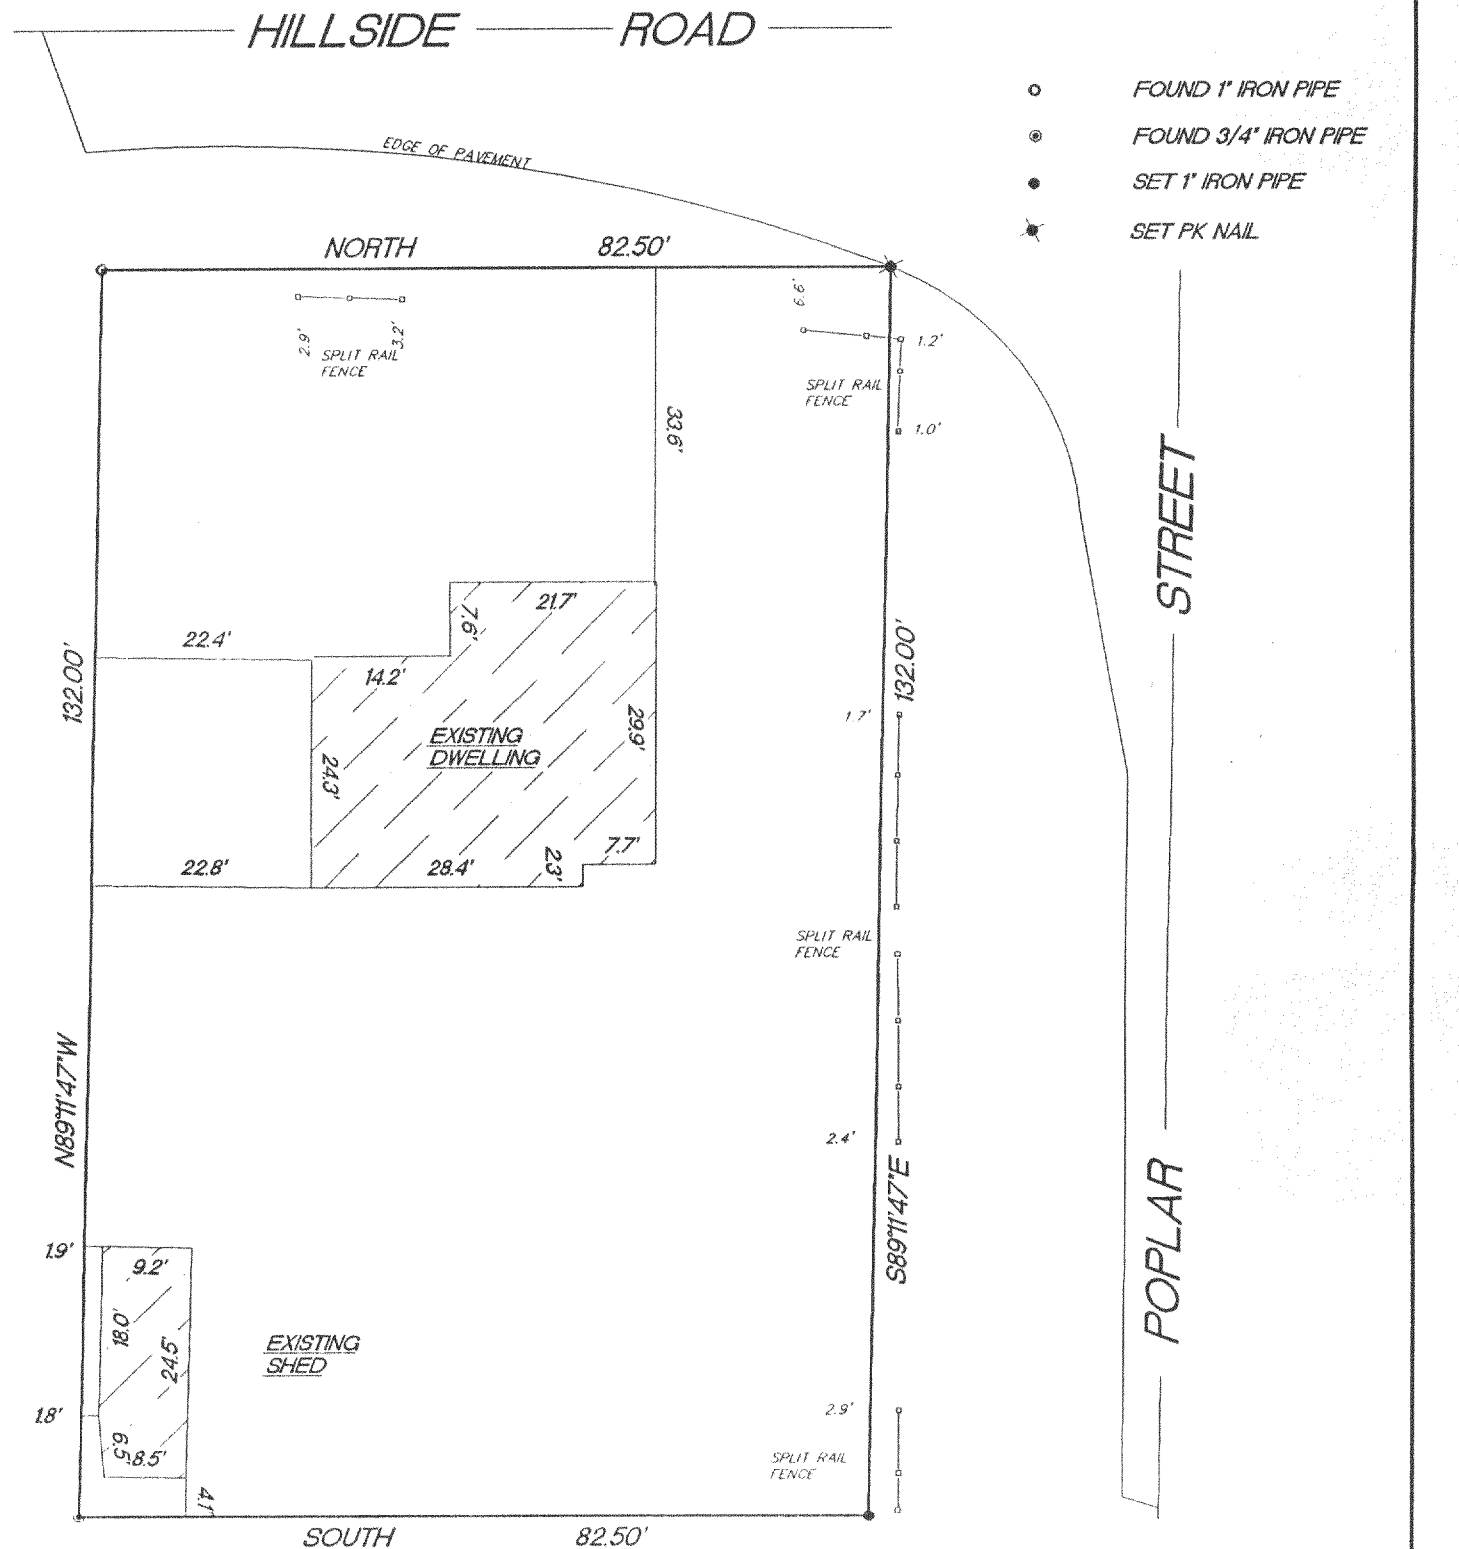 HILLSIDE ROAD
FOUND 1" IRON PIPE
FOUND 3/4" IRON PIPE
SET 1" IRON PIPE
SET PK NAIL
EDGE OF PAVEMENT
NORTH 82.50'
2.9'
3.2'
SPLIT RAIL
FENCE
6.6'
1.2'
SPLIT RAIL
FENCE
1.0'
33.6'
STREET
21.7'
7.6'
22.4'
14.2'
132.00'
132.00'
1.7'
29.9'
EXISTING
DWELLING
24.3'
7.7'
2.3'
22.8'
28.4'
SPLIT RAIL
FENCE
N89°11'47"W
2.4'
S89°11'47"E
POPLAR
1.9'
9.2'
18.0'
24.5'
EXISTING
SHED
1.8'
6.5'
8.5'
2.9'
SPLIT RAIL
FENCE
4.1'
SOUTH 82.50'